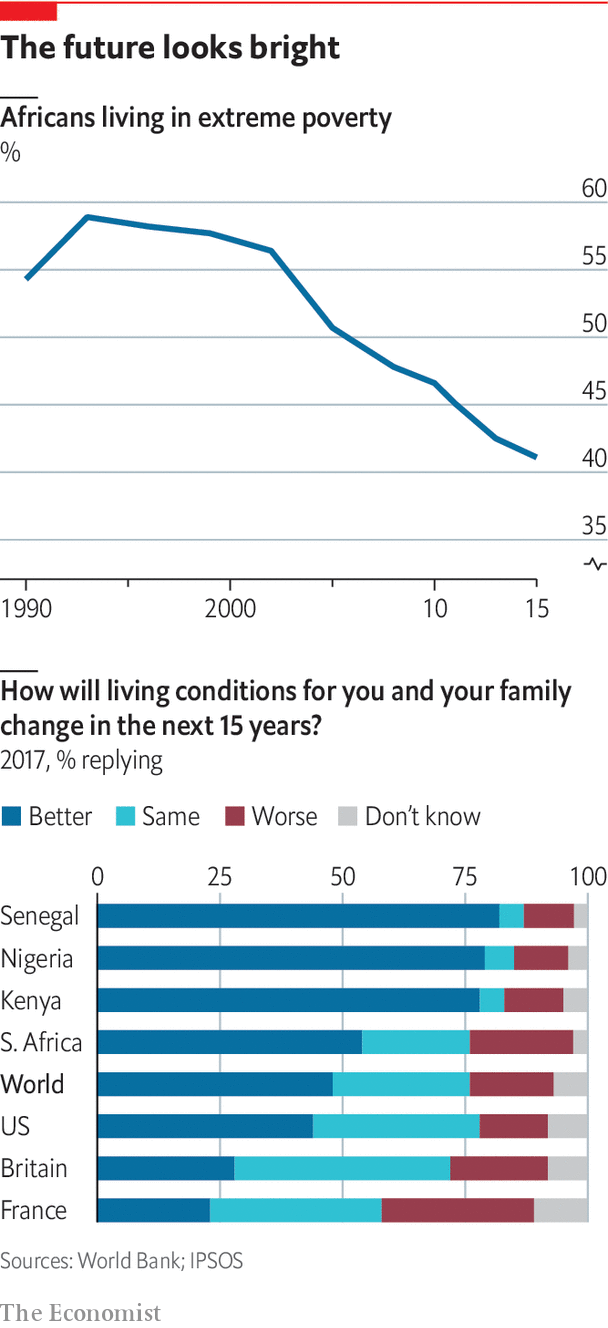 The future looks bright
Africans living in extreme poverty
%
60
55
50
45
40
35
1990 2000 10 15
How will living conditions for you and your family
change in the next 15 years?
2017, % replying
Better Same Worse Don’t know
0 25 50 75 100
Senegal
Nigeria
Kenya
S. Africa
World
US
Britain
France
Sources: World Bank; IPSOS
The Economist